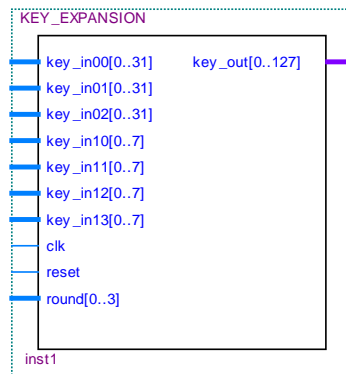 KEY_EXPANSION
key_in00[0..31] key_out[0..127]
key_in01[0..31]
key_in02[0..31]
key_in10[0..7]
key_in11[0..7]
key_in12[0..7]
key_in13[0..7]
clk
reset
round[0..3]
inst1